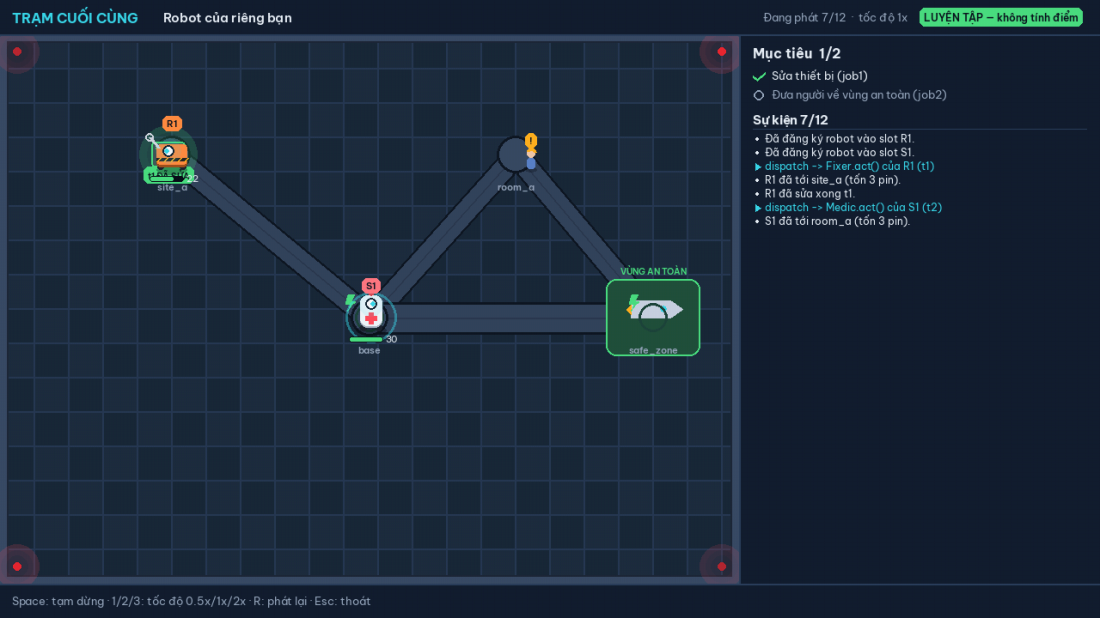 TRẠM CUỐI CÙNG Robot của riêng bạn Đang phát 7/12 · tốc độ 1x LUYỆN TẬP — không tính điểm
Mục tiêu 1/2
Sửa thiết bị (job1)
Đưa người về vùng an toàn (job2)
Sự kiện 7/12
• Đã đăng ký robot vào slot R1.
• Đã đăng ký robot vào slot S1.
▶ dispatch -> Fixer.act() của R1 (t1)
• R1 đã tới site_a (tốn 3 pin).
• R1 đã sửa xong t1.
▶ dispatch -> Medic.act() của S1 (t2)
• S1 đã tới room_a (tốn 3 pin).
R1
!
site_a
room_a
VÙNG AN TOÀN
S1
30
base
safe_zone
Space: tạm dừng · 1/2/3: tốc độ 0.5x/1x/2x · R: phát lại · Esc: thoát